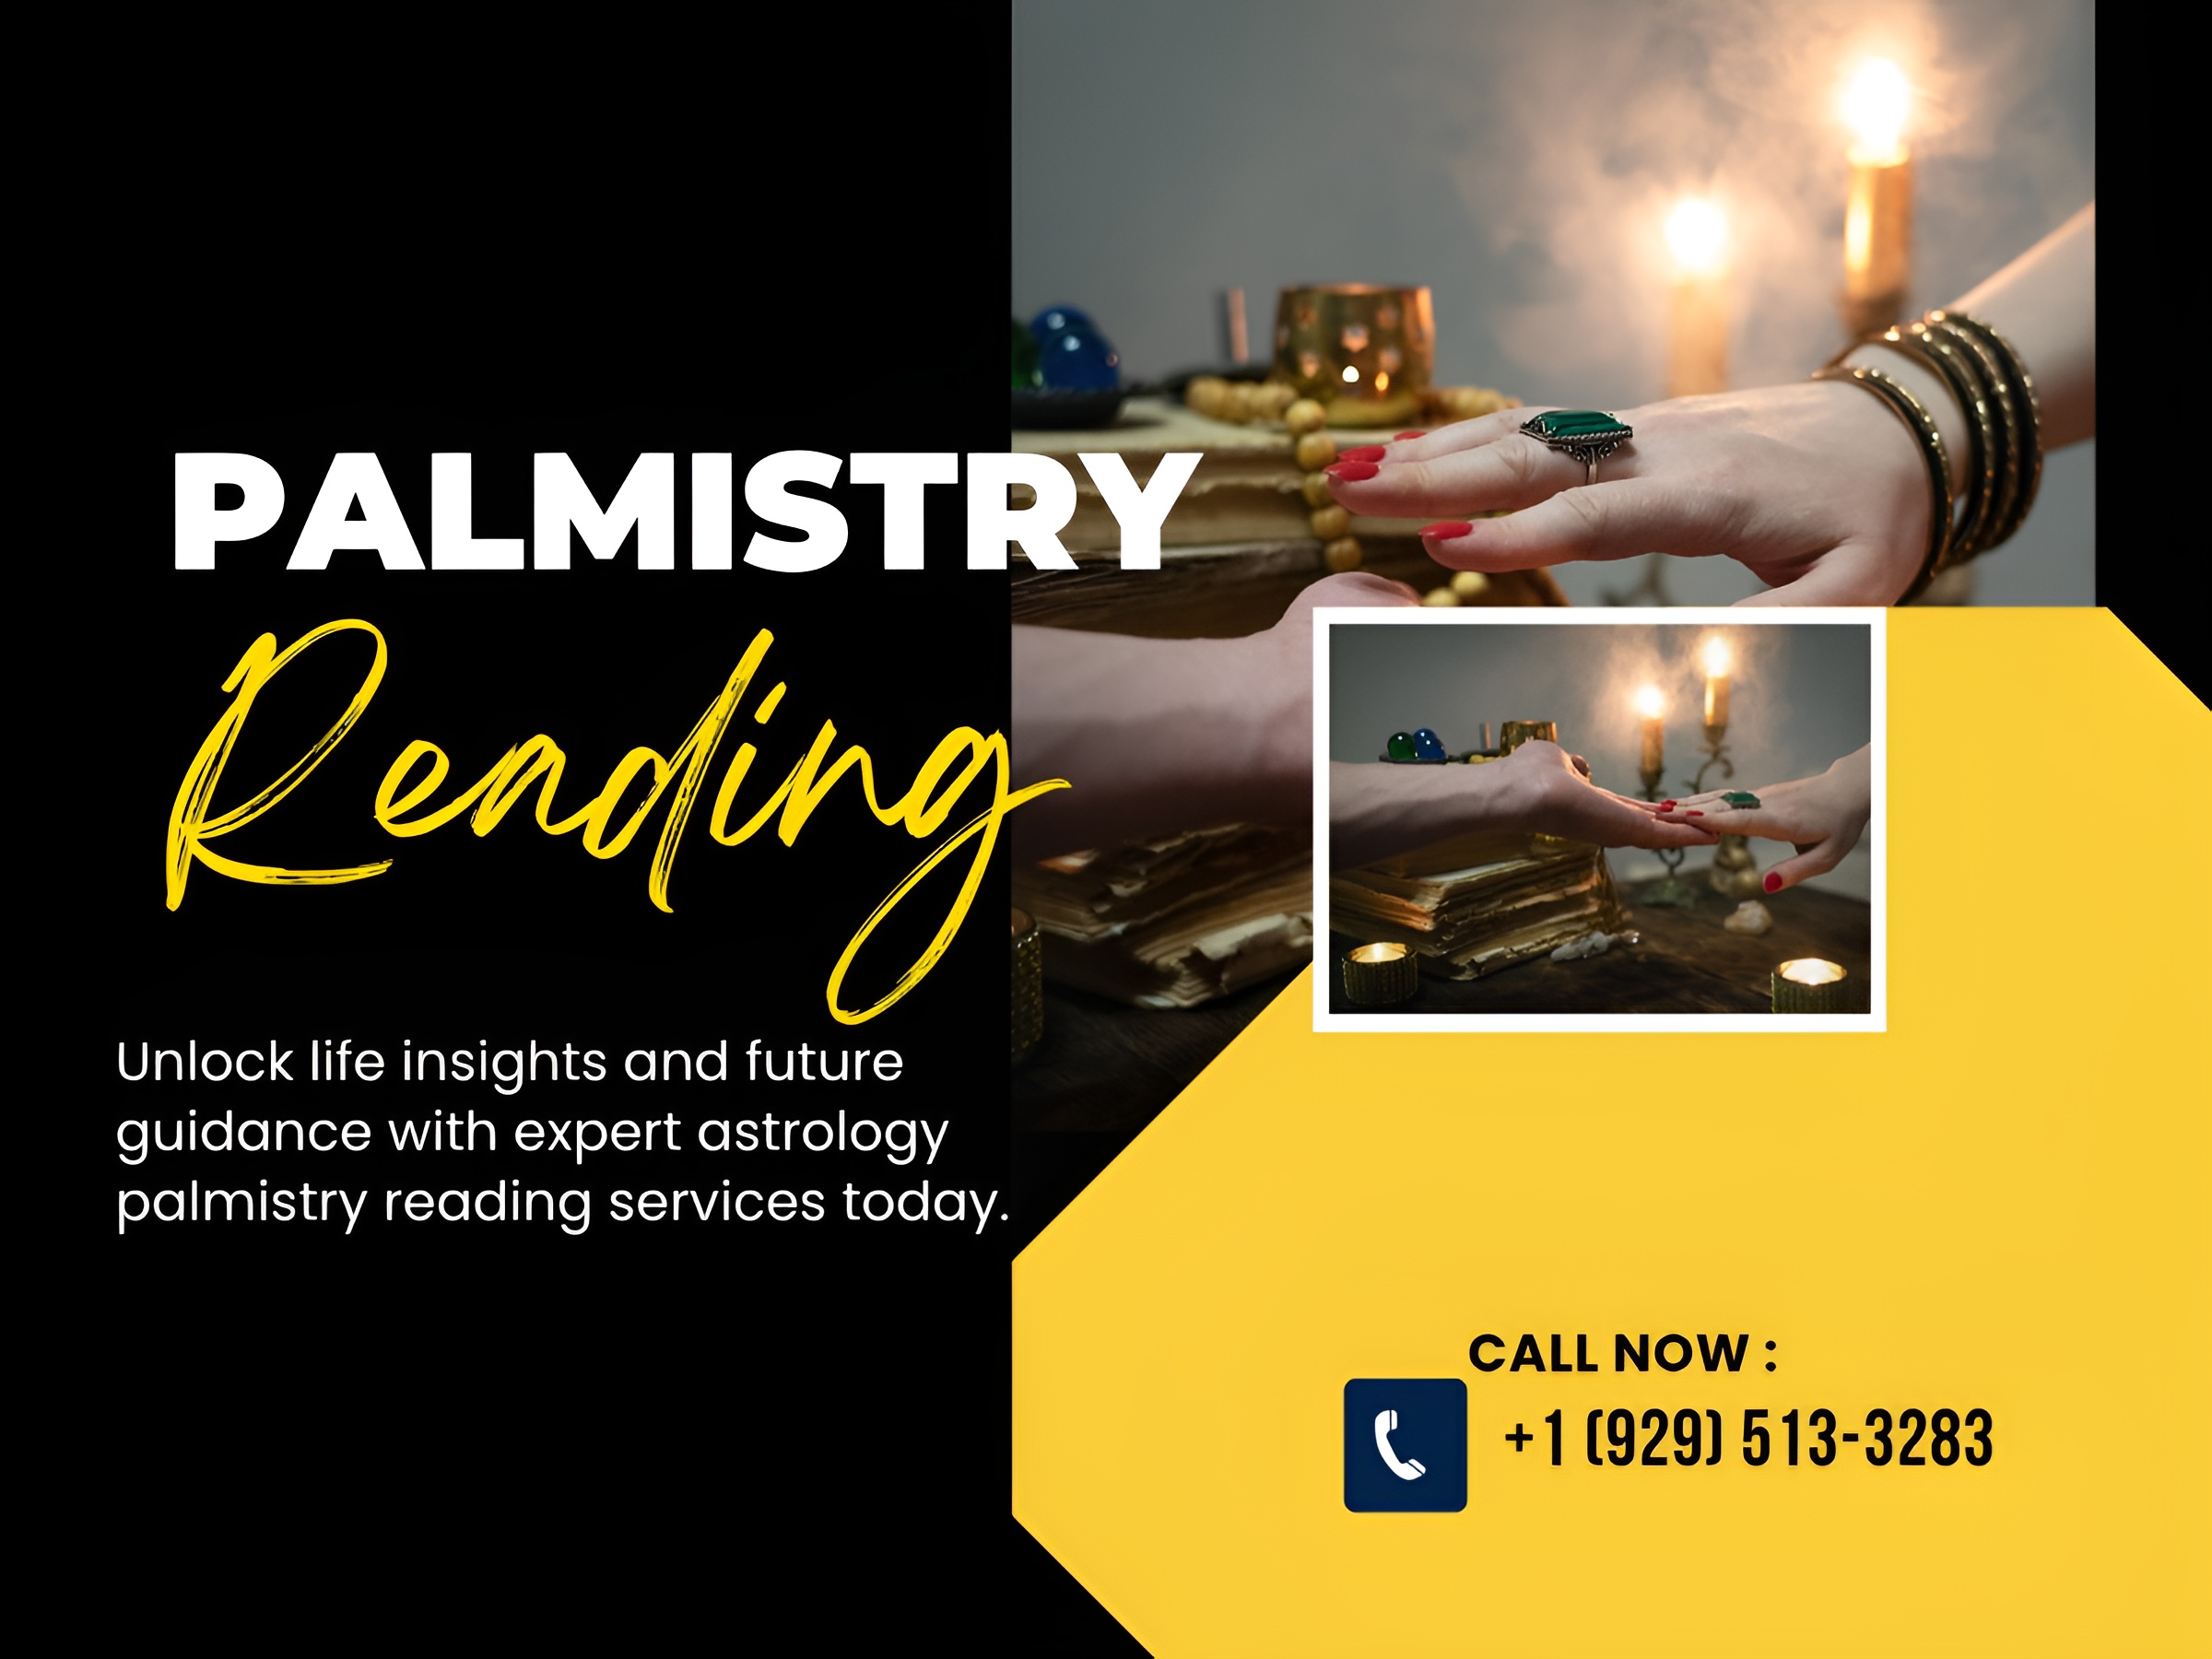 PALMISTRY
Reading
Unlock life insights and future
guidance with expert astrology
palmistry reading services today.
CALL NOW :
+1 (929) 513-3283